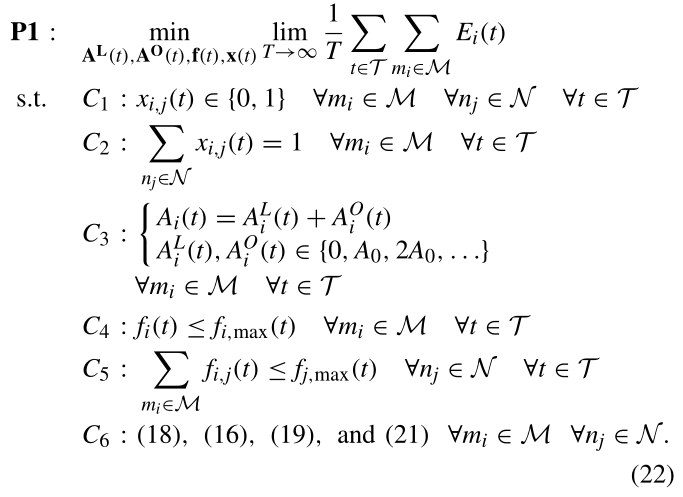 P1 : min_{A^L(t),A^O(t),f(t),x(t)} lim_{T→∞} \frac{1}{T} ∑_{t∈𝒯} ∑_{m_i∈ℳ} E_i(t)
s.t. C_1 : x_{i,j}(t) ∈ {0, 1} ∀m_i ∈ ℳ ∀n_j ∈ 𝒩 ∀t ∈ 𝒯
C_2 : ∑_{n_j∈𝒩} x_{i,j}(t) = 1 ∀m_i ∈ ℳ ∀t ∈ 𝒯
C_3 : { A_i(t) = A_i^L(t) + A_i^O(t)
A_i^L(t), A_i^O(t) ∈ {0, A_0, 2A_0, ...}
∀m_i ∈ ℳ ∀t ∈ 𝒯
C_4 : f_i(t) ≤ f_{i,max}(t) ∀m_i ∈ ℳ ∀t ∈ 𝒯
C_5 : ∑_{m_i∈ℳ} f_{i,j}(t) ≤ f_{j,max}(t) ∀n_j ∈ 𝒩 ∀t ∈ 𝒯
C_6 : (18), (16), (19), and (21) ∀m_i ∈ ℳ ∀n_j ∈ 𝒩.
(22)